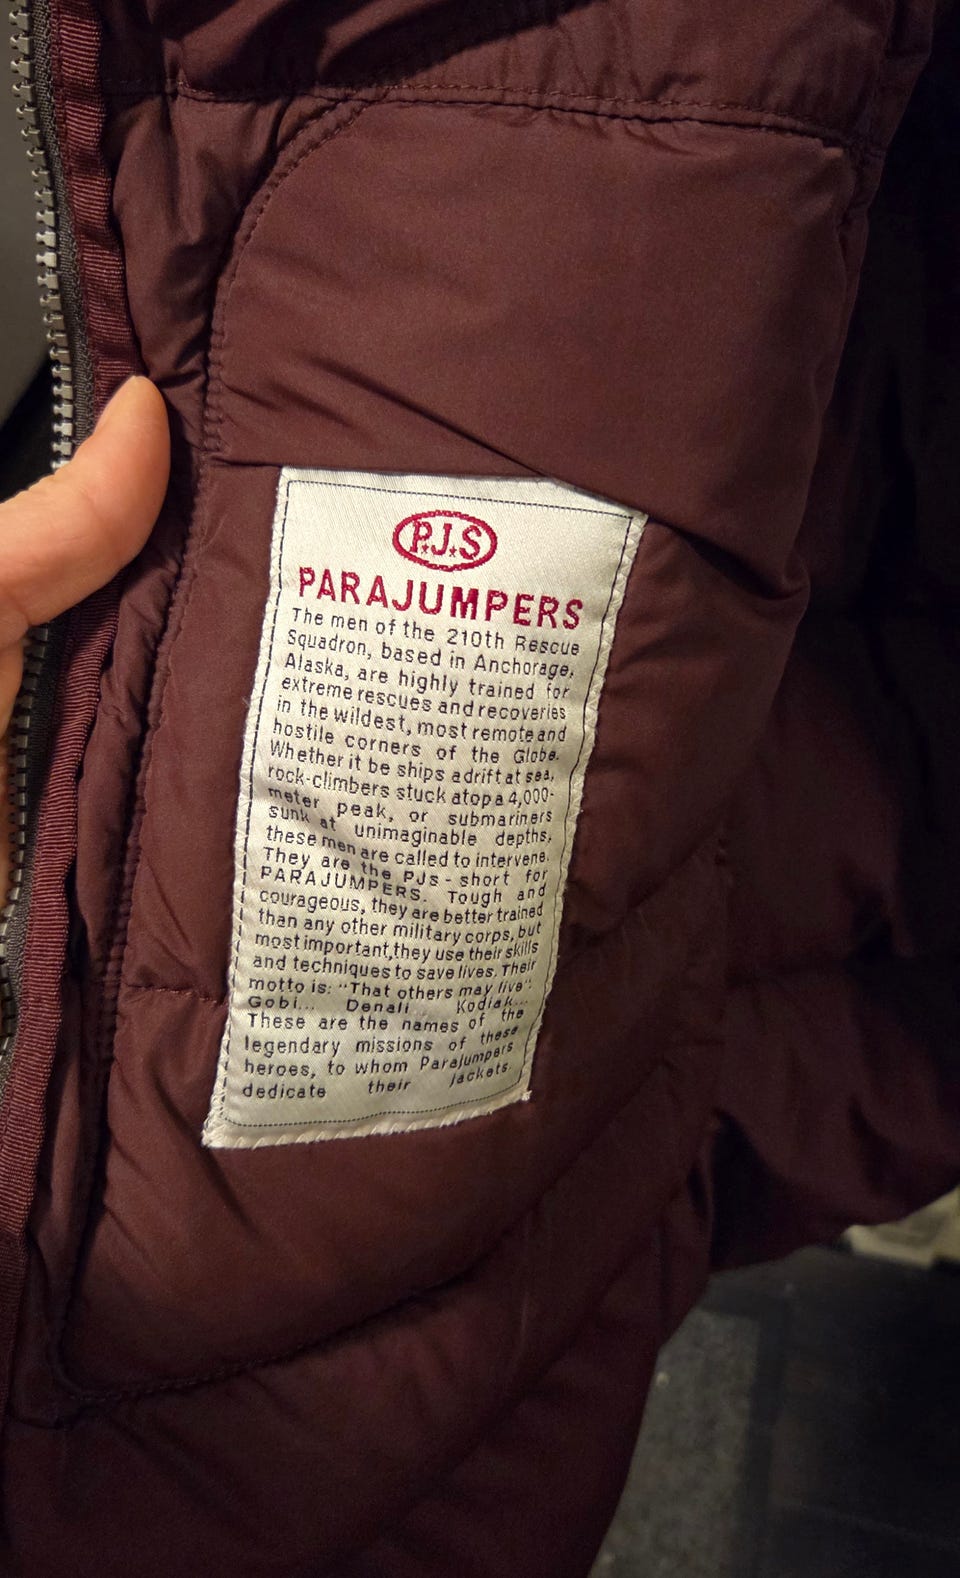 P.J.S
PARAJUMPERS
The men of the 210th Rescue
Squadron, based in Anchorage,
Alaska, are highly trained for
extreme rescues and recoveries
in the wildest, most remote and
hostile corners of the Globe.
Whether it be ships adrift at sea,
rock-climbers stuck atop a 4,000-
meter peak, or submariners
sunk at unimaginable depths,
these men are called to intervene.
They are the PJs - short for
PARAJUMPERS. Tough and
courageous, they are better trained
than any other military corps, but
most important, they use their skills
and techniques to save lives. Their
motto is: "That others may live".
Gobi... Denali... Kodiak...
These are the names of the
legendary missions of these
heroes, to whom Parajumpers
dedicate their jackets.